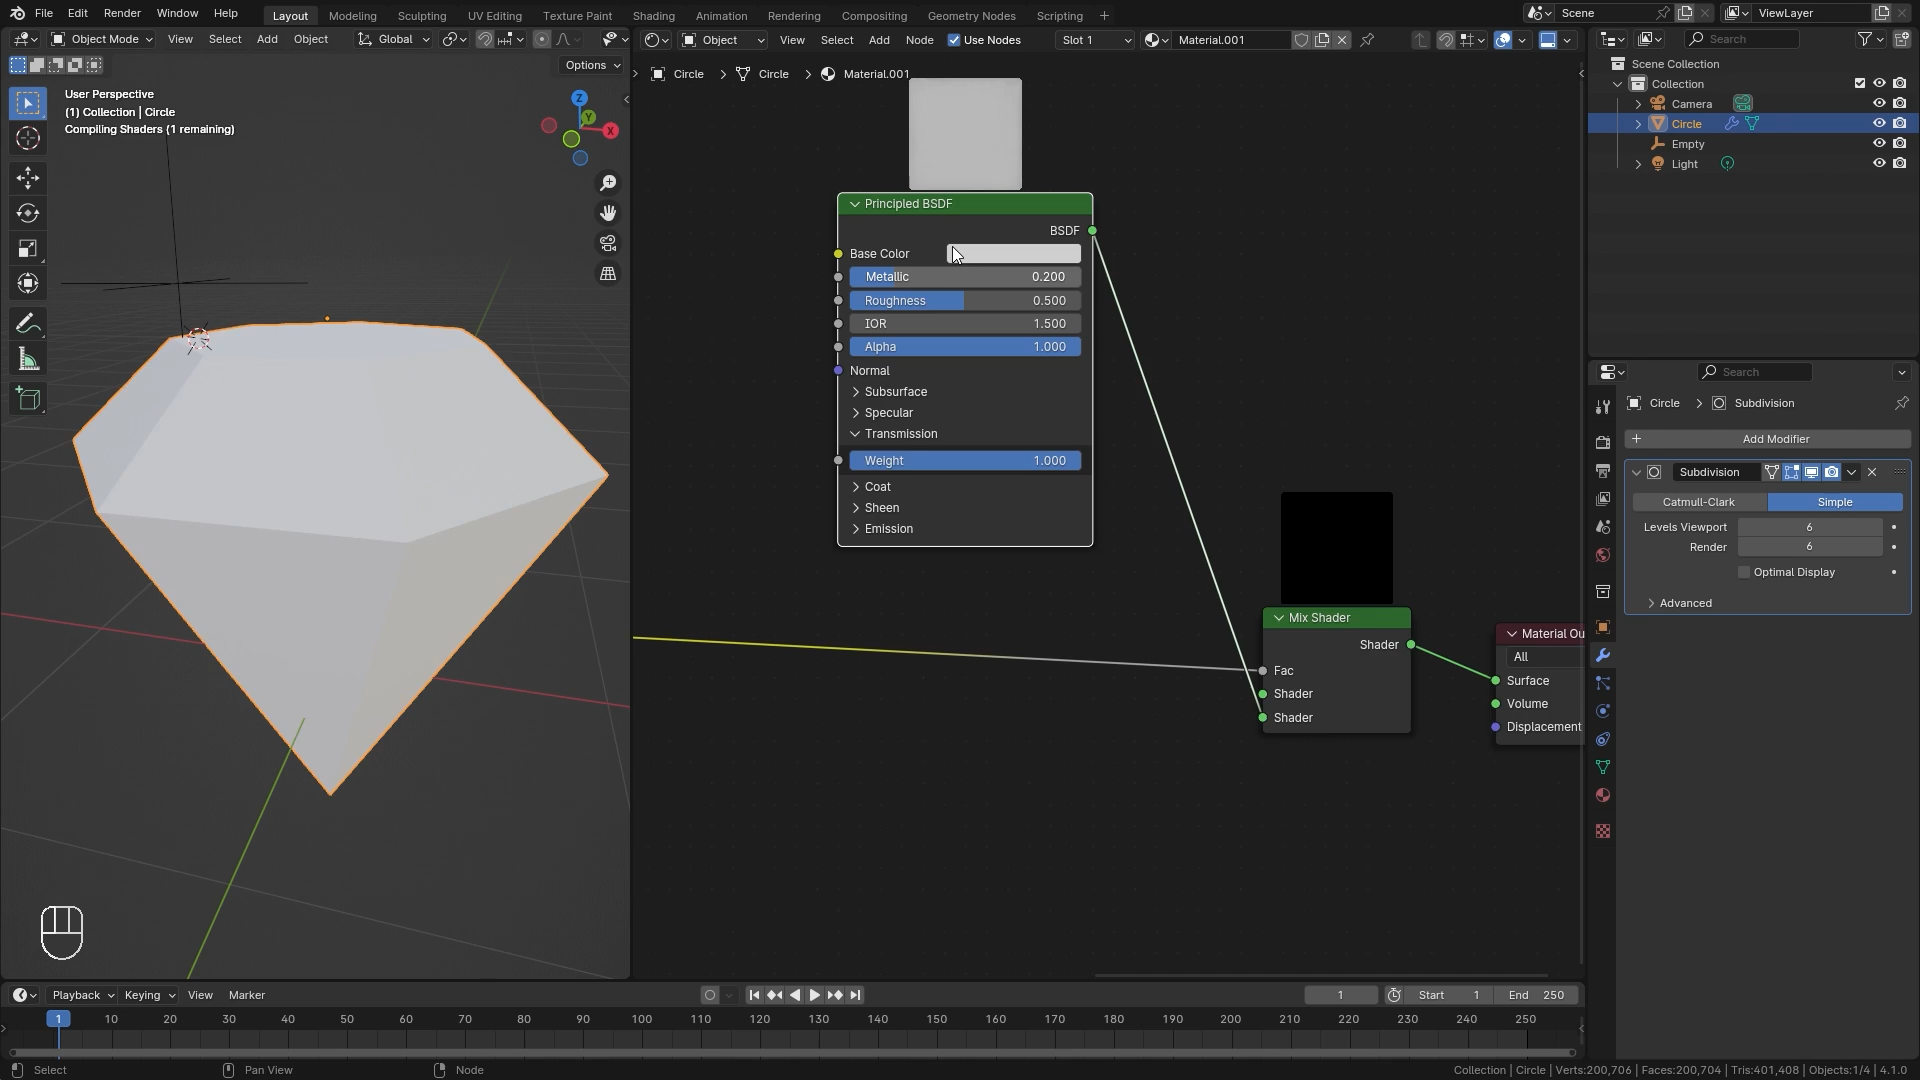 File Edit Render Window Help
Layout Modeling Sculpting UV Editing Texture Paint Shading Animation Rendering Compositing Geometry Nodes Scripting +
Scene
ViewLayer
Object Mode View Select Add Object Global
Object View Select Add Node Use Nodes Slot 1 Material.001
Search
Options
Circle > Circle > Material.001
User Perspective
(1) Collection | Circle
Compiling Shaders (1 remaining)
Z
Y
X
Principled BSDF
BSDF
Base Color
Metallic 0.200
Roughness 0.500
IOR 1.500
Alpha 1.000
Normal
Subsurface
Specular
Transmission
Weight 1.000
Coat
Sheen
Emission
Mix Shader
Shader
Fac
Shader
Shader
Material Ou
All
Surface
Volume
Displacement
Scene Collection
Collection
Camera
Circle
Empty
Light
Search
Circle > Subdivision
+ Add Modifier
Subdivision
Catmull-Clark Simple
Levels Viewport 6
Render 6
Optimal Display
Advanced
Playback Keying View Marker
1 Start 1 End 250
1 10 20 30 40 50 60 70 80 90 100 110 120 130 140 150 160 170 180 190 200 210 220 230 240 250
Select Pan View Node
Collection | Circle | Verts:200,706 | Faces:200,704 | Tris:401,408 | Objects:1/4 | 4.1.0